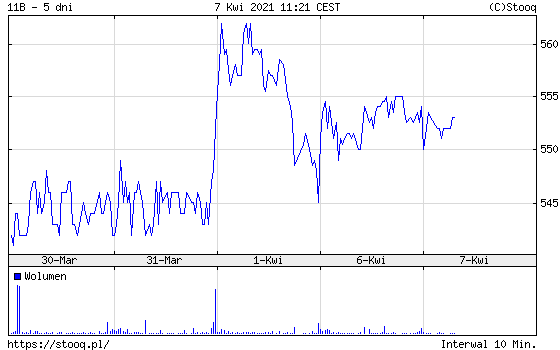 11B - 5 dni 7 Kwi 2021 11:21 CEST (C)Stooq
560
555
550
545
30-Mar 31-Mar 1-Kwi 6-Kwi 7-Kwi
Wolumen
https://stooq.pl/ Interwal 10 Min.